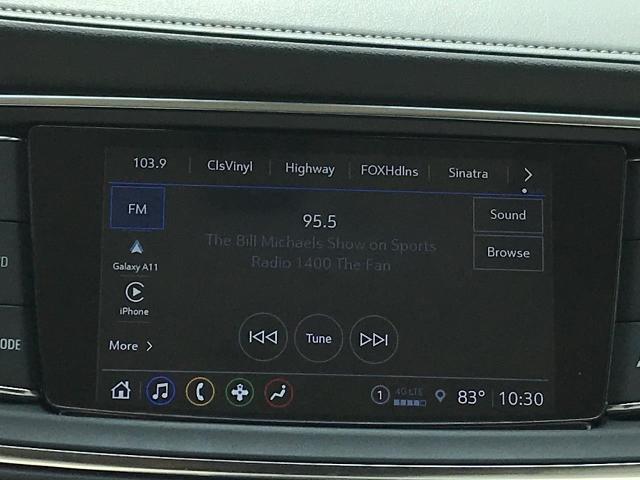 103.9 ClsVinyl Highway FOXHdlns Sinatra
FM
95.5
Sound
The Bill Michaels Show on Sports
Radio 1400 The Fan
Browse
Galaxy A11
iPhone
More
Tune
1 4G LTE 83° 10:30
ODE